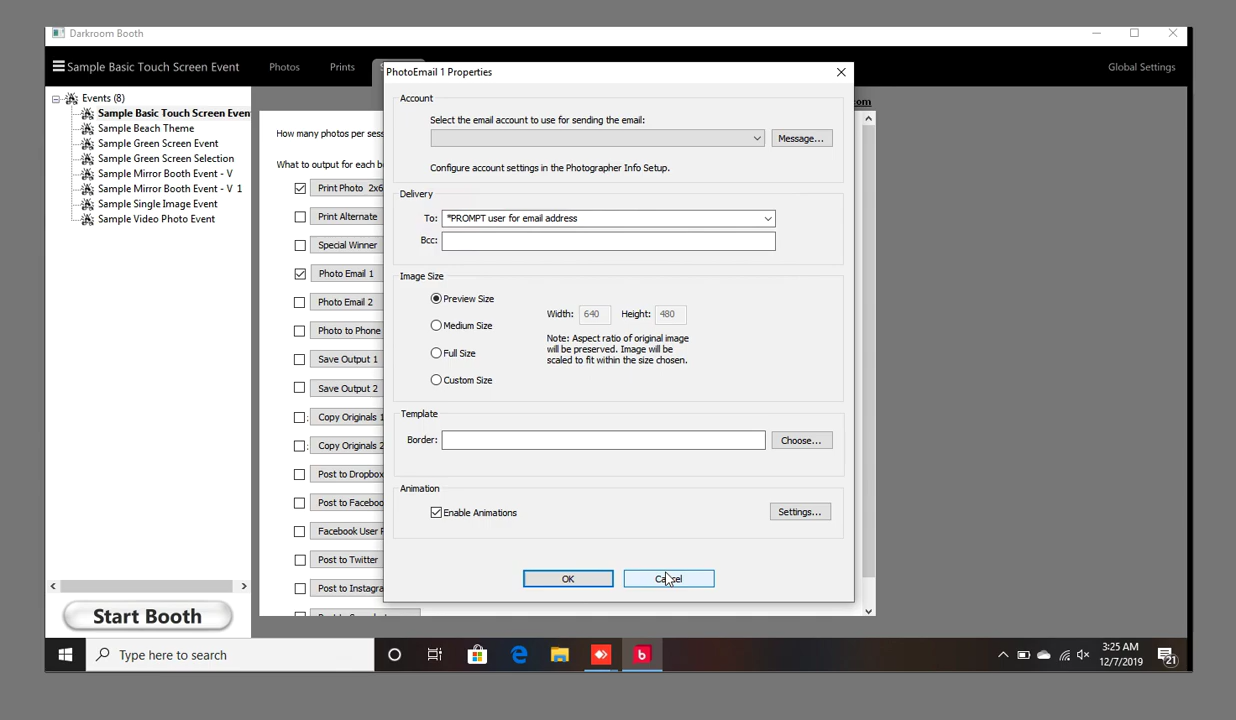 Darkroom Booth
Sample Basic Touch Screen Event
Photos
Prints
Global Settings
Events (8)
Sample Basic Touch Screen Even
Sample Beach Theme
Sample Green Screen Event
Sample Green Screen Selection
Sample Mirror Booth Event - V
Sample Mirror Booth Event - V 1
Sample Single Image Event
Sample Video Photo Event
Start Booth
How many photos per ses
What to output for each b
Print Photo 2x6
Print Alternate
Special Winner
Photo Email 1
Photo Email 2
Photo to Phone
Save Output 1
Save Output 2
Copy Originals 1
Copy Originals 2
Post to Dropbox
Post to Faceboo
Facebook User P
Post to Twitter
Post to Instagra
om
PhotoEmail 1 Properties
Account
Select the email account to use for sending the email:
Message...
Configure account settings in the Photographer Info Setup.
Delivery
To: *PROMPT user for email address
Bcc:
Image Size
Preview Size
Medium Size
Full Size
Custom Size
Width: 640 Height: 480
Note: Aspect ratio of original image
will be preserved. Image will be
scaled to fit within the size chosen.
Template
Border:
Choose...
Animation
Enable Animations
Settings...
OK
Cancel
Type here to search
3:25 AM
12/7/2019
21